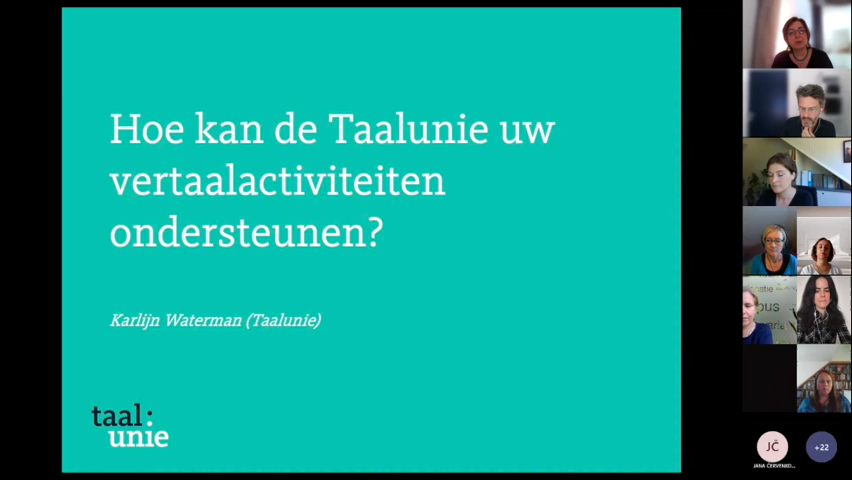 Hoe kan de Taalunie uw
vertaalactiviteiten
ondersteunen?
Karlijn Waterman (Taalunie)
taal:
unie
JČ
+22